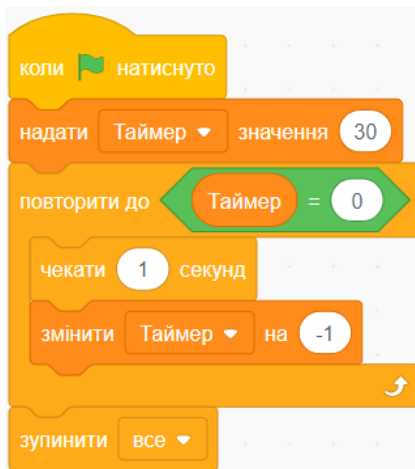 коли натиснуто
надати Таймер значення 30
повторити до Таймер = 0
чекати 1 секунд
змінити Таймер на -1
зупинити все